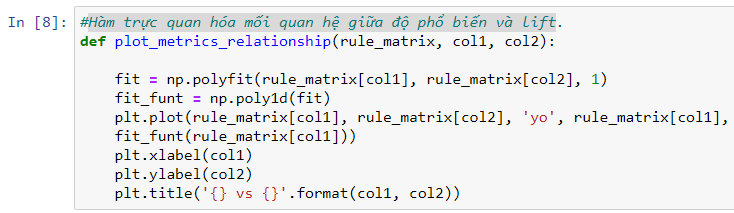 In [8]: #Hàm trực quan hóa mối quan hệ giữa độ phổ biến và lift.
def plot_metrics_relationship(rule_matrix, col1, col2):
    fit = np.polyfit(rule_matrix[col1], rule_matrix[col2], 1)
    fit_funt = np.poly1d(fit)
    plt.plot(rule_matrix[col1], rule_matrix[col2], 'yo', rule_matrix[col1],
    fit_funt(rule_matrix[col1]))
    plt.xlabel(col1)
    plt.ylabel(col2)
    plt.title('{} vs {}'.format(col1, col2))